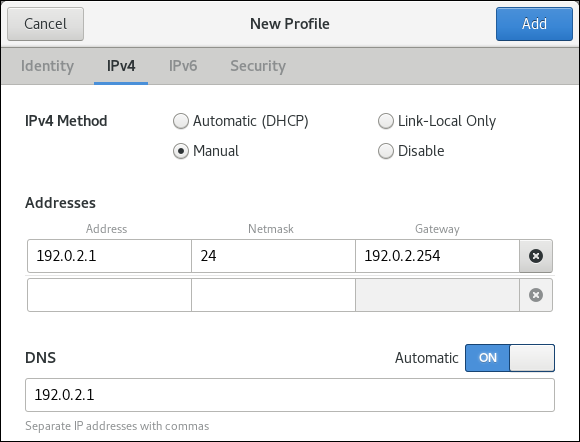 Cancel New Profile Add
Identity IPv4 IPv6 Security
IPv4 Method Automatic (DHCP) Link-Local Only
Manual Disable
Addresses
Address Netmask Gateway
192.0.2.1 24 192.0.2.254
DNS Automatic ON
192.0.2.1
Separate IP addresses with commas